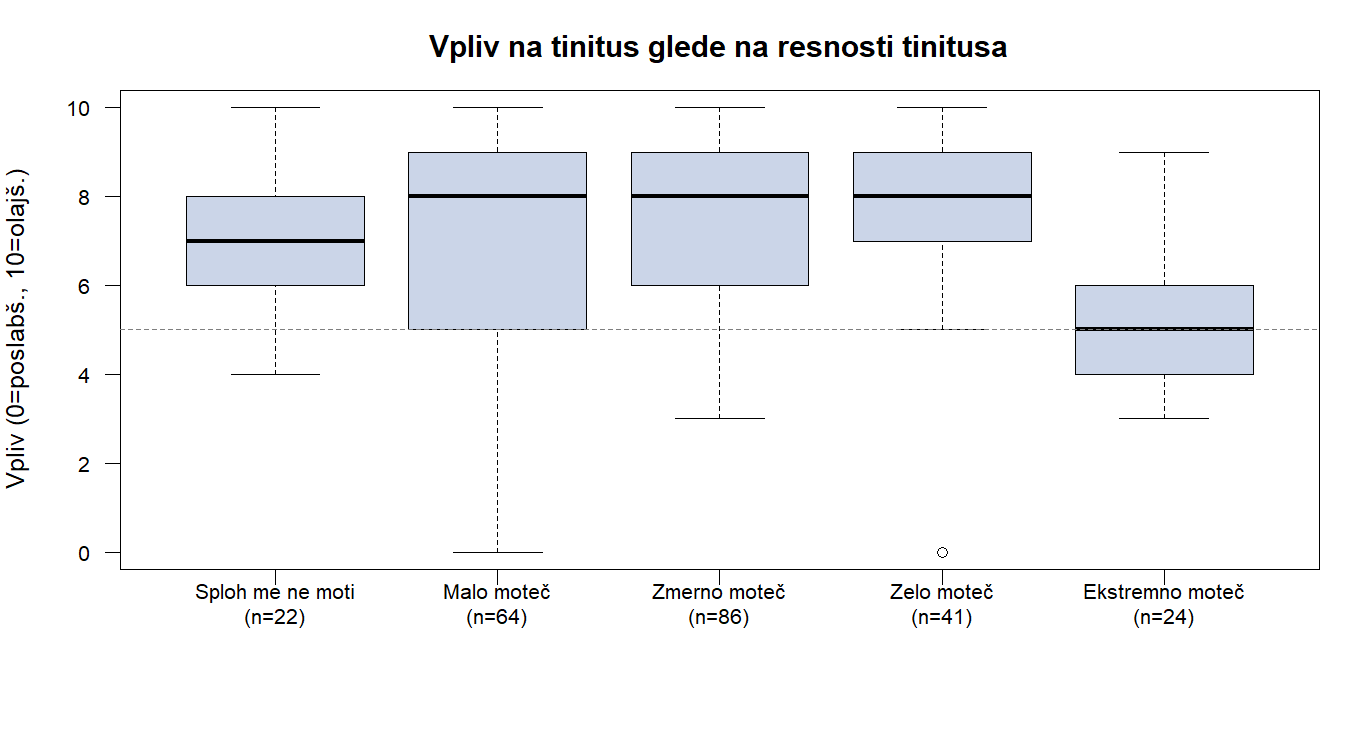 Vpliv na tinitus glede na resnosti tinitusa
Vpliv (0=poslabš., 10=olajš.)
10
8
6
4
2
0
Sploh me ne moti
(n=22)
Malo moteč
(n=64)
Zmerno moteč
(n=86)
Zelo moteč
(n=41)
Ekstremno moteč
(n=24)